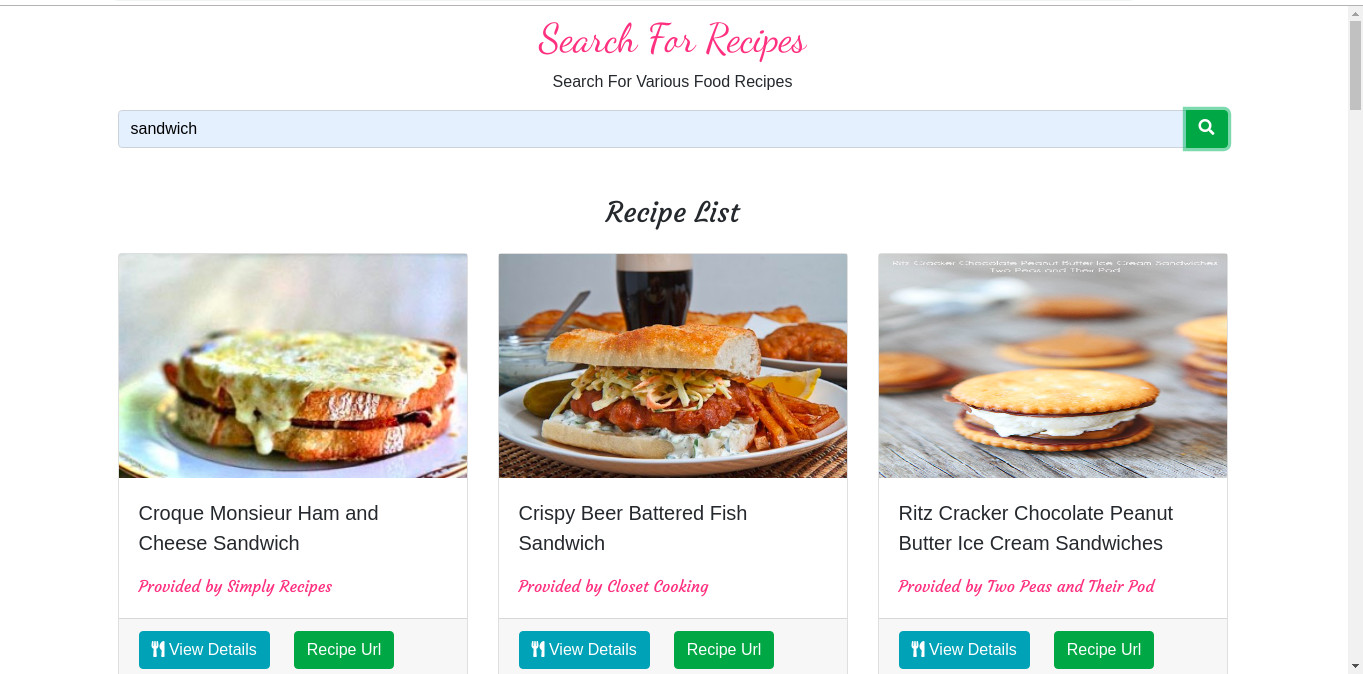 Search For Recipes
Search For Various Food Recipes
sandwich
Recipe List
Ritz Cracker Chocolate Peanut Butter Ice Cream Sandwiches
Two Peas and Their Pod
Croque Monsieur Ham and
Cheese Sandwich
Provided by Simply Recipes
View Details
Recipe Url
Crispy Beer Battered Fish
Sandwich
Provided by Closet Cooking
View Details
Recipe Url
Ritz Cracker Chocolate Peanut
Butter Ice Cream Sandwiches
Provided by Two Peas and Their Pod
View Details
Recipe Url